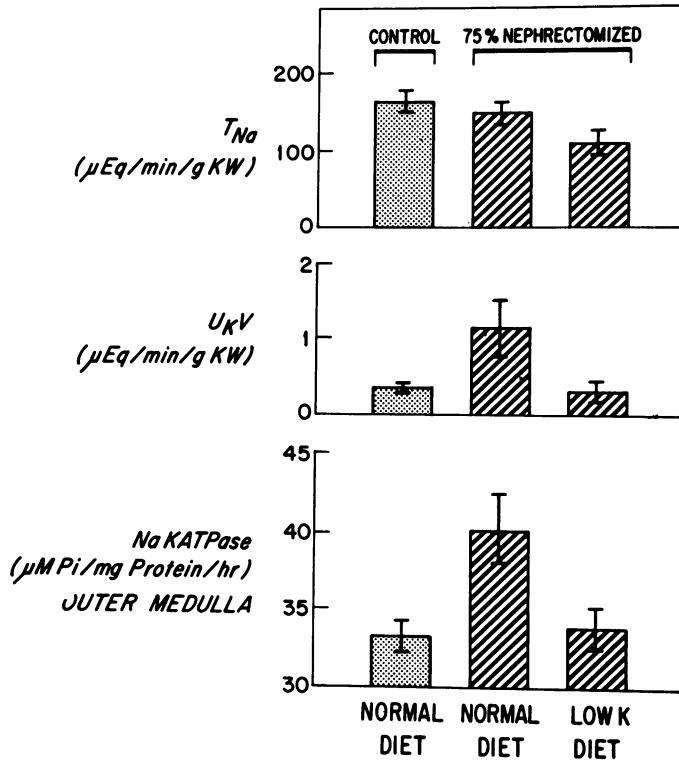 CONTROL 75% NEPHRECTOMIZED
200
T_Na
(µEq/min/g KW)
100
0
2
U_KV
1
(µEq/min/g KW)
0
45
Na KATPase
40
(µM Pi/mg Protein/hr)
OUTER MEDULLA
35
30
NORMAL NORMAL LOW K
DIET DIET DIET